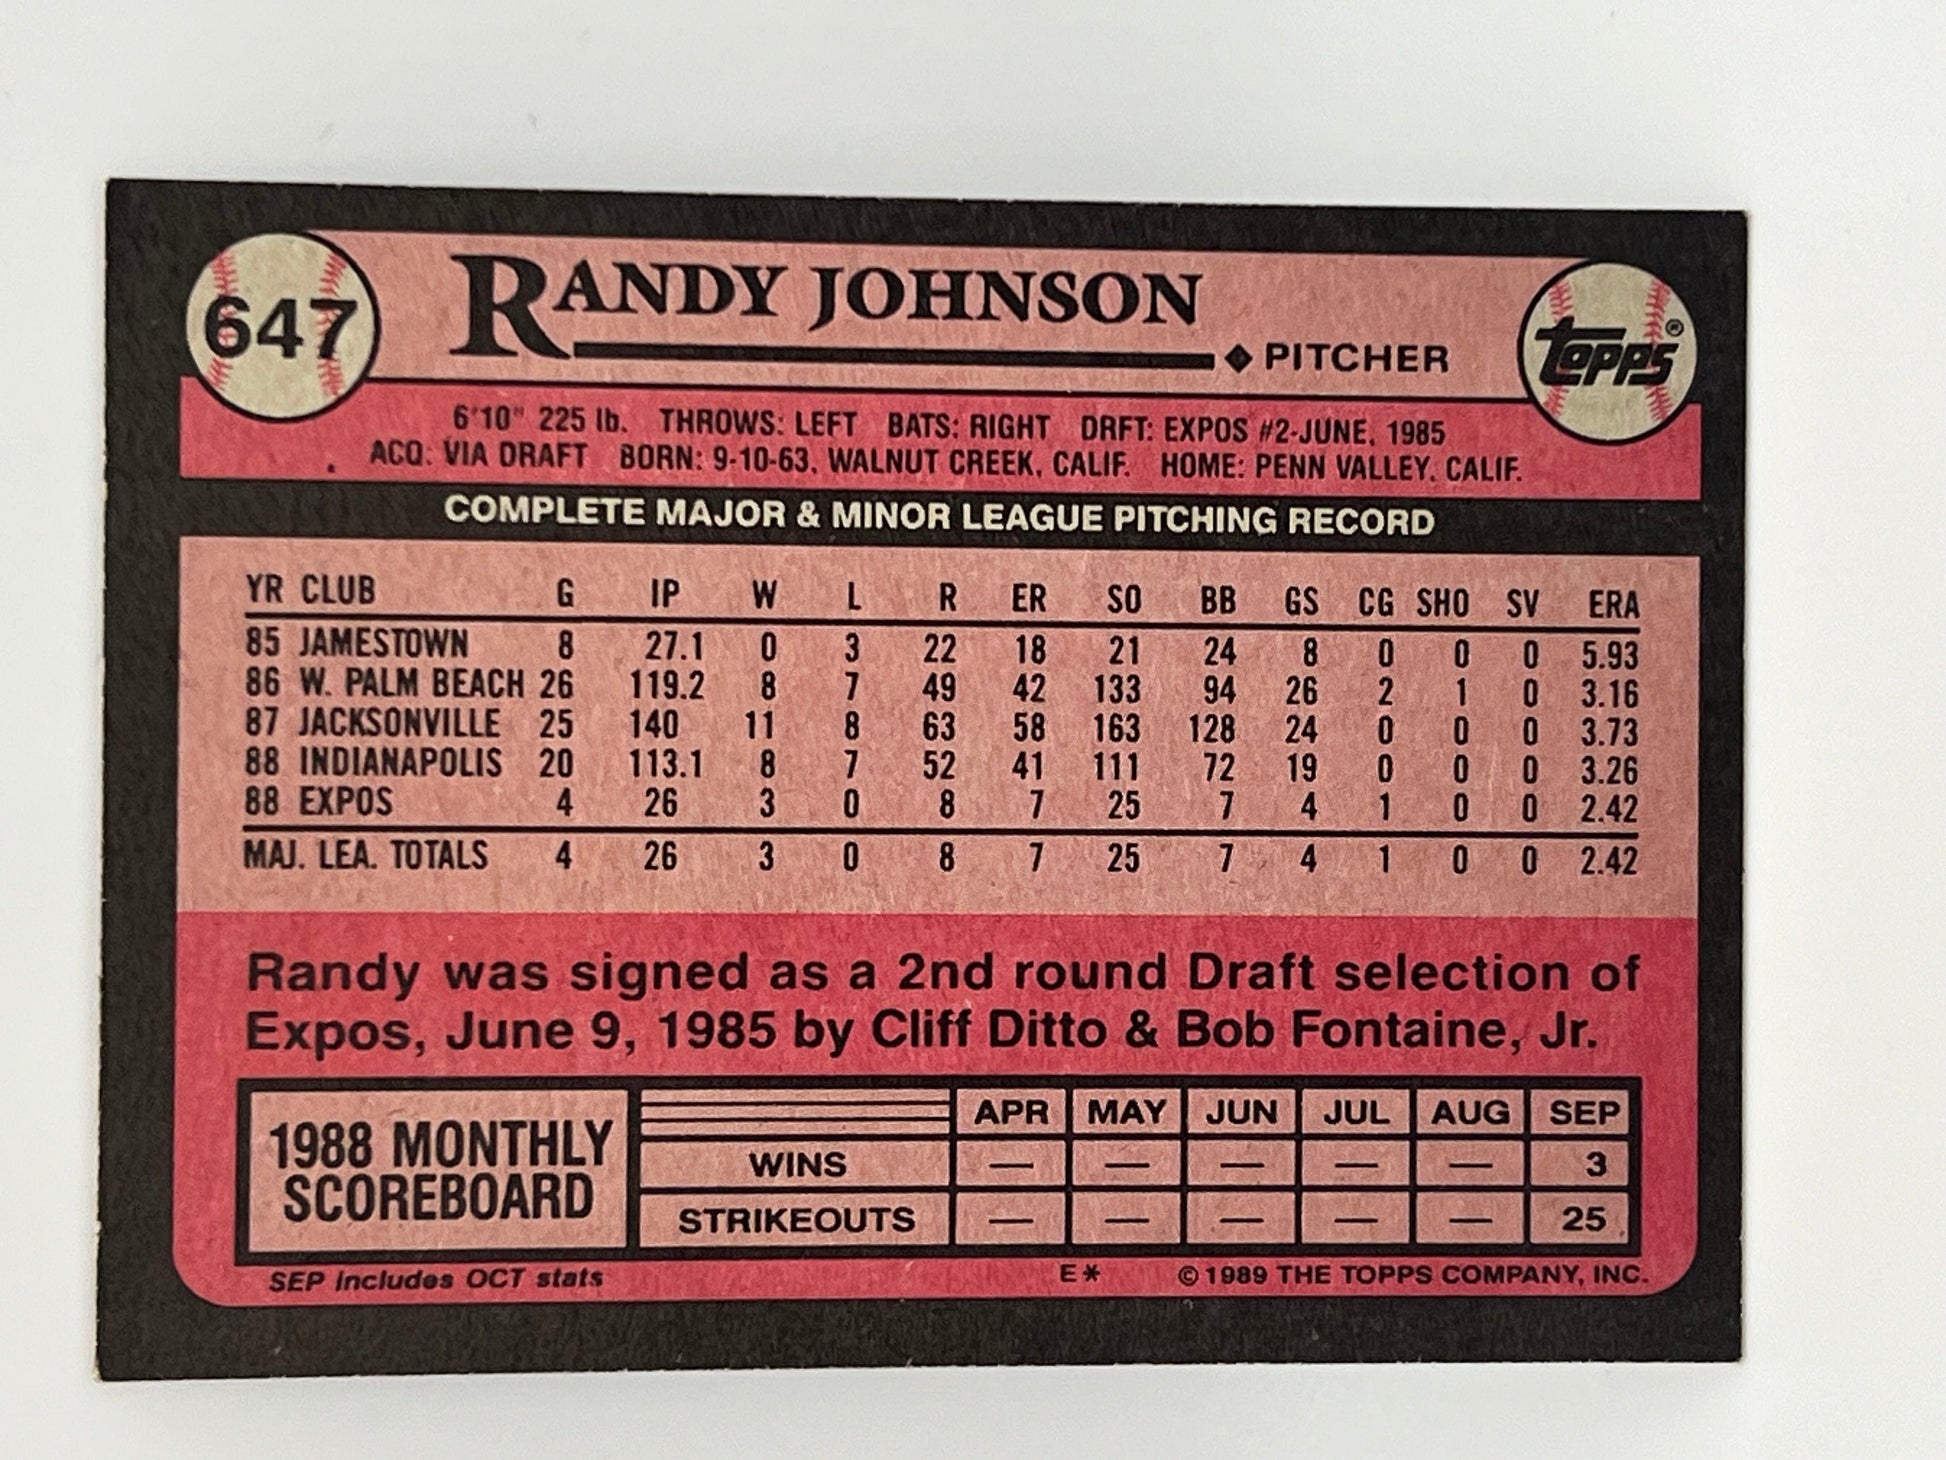 647
RANDY JOHNSON
PITCHER
topps®
6'10" 225 lb. THROWS: LEFT BATS: RIGHT DRFT: EXPOS #2-JUNE, 1985
ACQ: VIA DRAFT BORN: 9-10-63, WALNUT CREEK, CALIF. HOME: PENN VALLEY, CALIF.
COMPLETE MAJOR & MINOR LEAGUE PITCHING RECORD
YR CLUB G IP W L R ER SO BB GS CG SHO SV ERA
85 JAMESTOWN 8 27.1 0 3 22 18 21 24 8 0 0 0 5.93
86 W. PALM BEACH 26 119.2 8 7 49 42 133 94 26 2 1 0 3.16
87 JACKSONVILLE 25 140 11 8 63 58 163 128 24 0 0 0 3.73
88 INDIANAPOLIS 20 113.1 8 7 52 41 111 72 19 0 0 0 3.26
88 EXPOS 4 26 3 0 8 7 25 7 4 1 0 0 2.42
MAJ. LEA. TOTALS 4 26 3 0 8 7 25 7 4 1 0 0 2.42
Randy was signed as a 2nd round Draft selection of
Expos, June 9, 1985 by Cliff Ditto & Bob Fontaine, Jr.
1988 MONTHLY
SCOREBOARD
APR MAY JUN JUL AUG SEP
WINS — — — — — 3
STRIKEOUTS — — — — — 25
SEP includes OCT stats
E* © 1989 THE TOPPS COMPANY, INC.